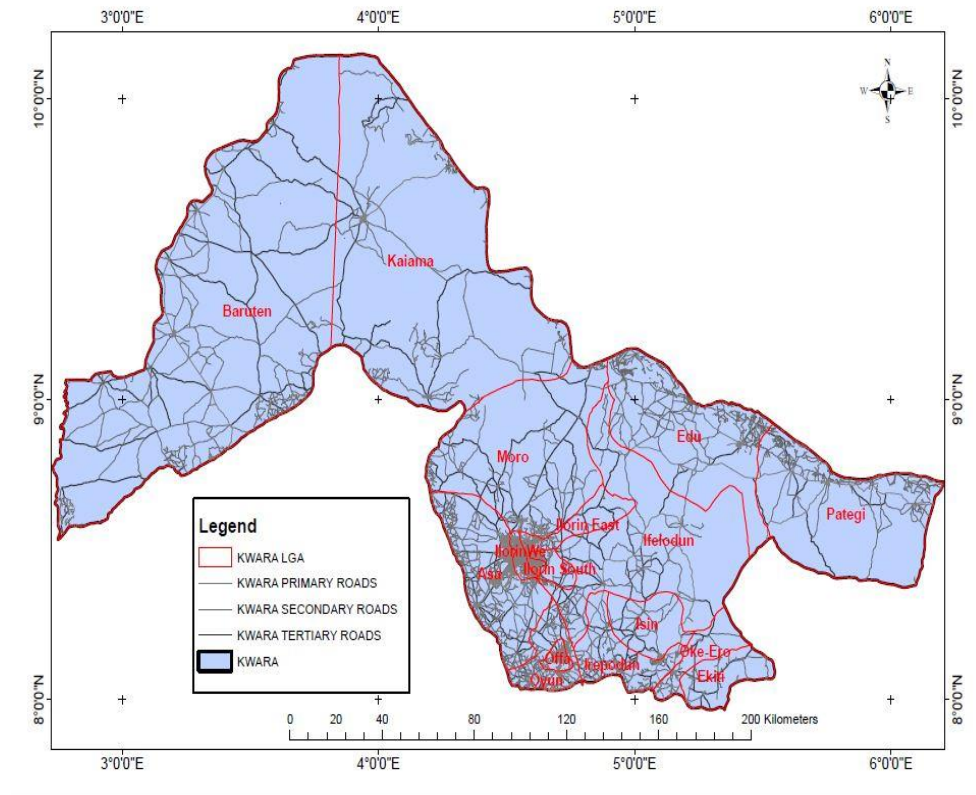 3°0'0"E 4°0'0"E 5°0'0"E 6°0'0"E
N
W E
S
10°0'0"N 10°0'0"N
Kaiama
Baruten
9°0'0"N 9°0'0"N
Edu
Moro
Pategi
Ilorin East
Ifelodun
IlorinWe
Ilorin South
Asa
Isin
Oke-Ero
Offa
Irepodun
Ekiti
Oyun
Legend
KWARA LGA
KWARA PRIMARY ROADS
KWARA SECONDARY ROADS
KWARA TERTIARY ROADS
KWARA
8°0'0"N 8°0'0"N
0 20 40 80 120 160 200 Kilometers
3°0'0"E 4°0'0"E 5°0'0"E 6°0'0"E